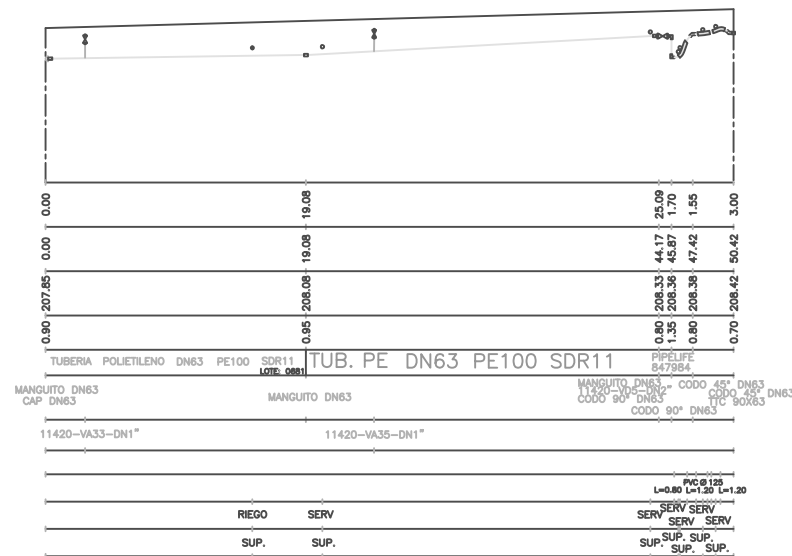 0.00 19.08 25.09 1.70 1.55 3.00
0.00 19.08 44.17 45.87 47.42 50.42
207.85 208.08 208.33 208.36 208.38 208.42
0.90 0.95 0.80 1.35 0.80 0.70
TUBERIA POLIETILENO DN63 PE100 SDR11
LOTE: 0881
TUB. PE DN63 PE100 SDR11
PIPELIFE
847984
MANGUITO DN63
CAP DN63
MANGUITO DN63
MANGUITO DN63
11420-VD5-DN2"
CODO 90° DN63
CODO 90° DN63
CODO 45° DN63
CODO 45° DN63
TTC 90X63
11420-VA33-DN1"
11420-VA35-DN1"
PVC Ø 125
L=0.80 L=1.20 L=1.20
RIEGO SERV SERV SERV SERV
SERV SERV
SUP. SUP. SUP. SUP. SUP.
SUP. SUP.